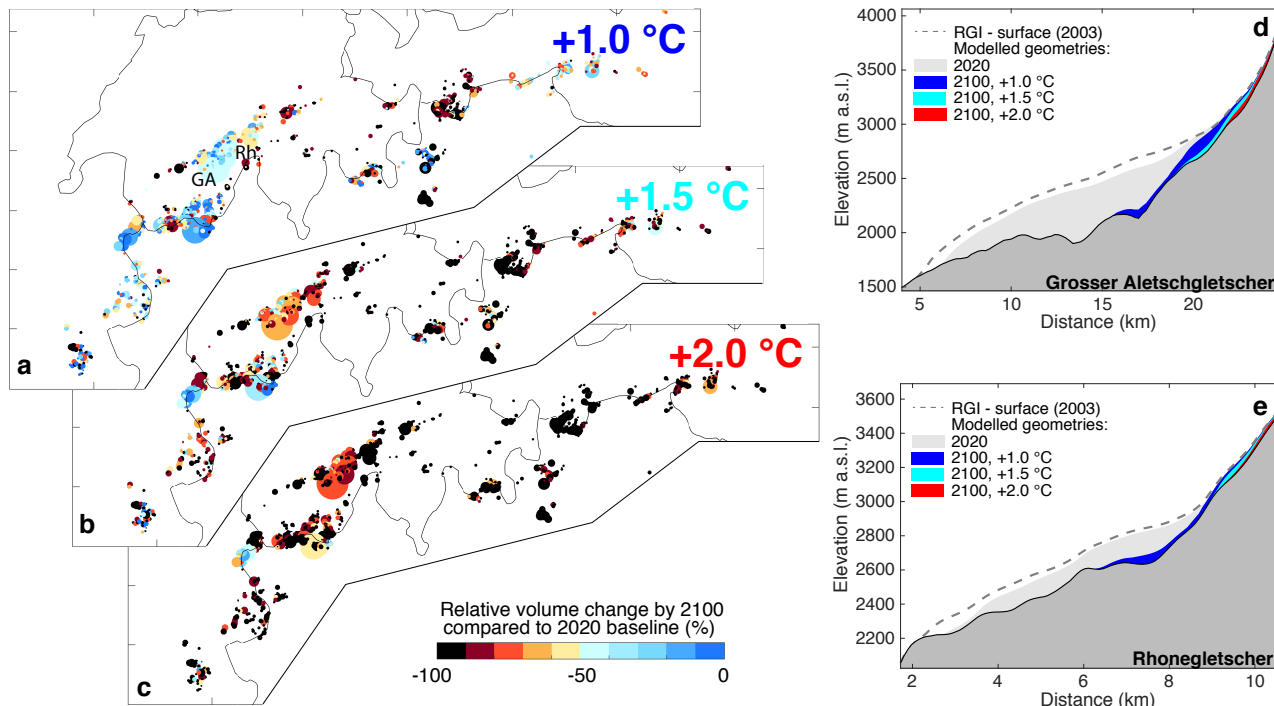 +1.0 °C
Rh.
GA
a
+1.5 °C
b
+2.0 °C
c
Relative volume change by 2100
compared to 2020 baseline (%)
-100 -50 0
d
4000
3500
3000
2500
2000
1500
Elevation (m a.s.l.)
RGI - surface (2003)
Modelled geometries:
2020
2100, +1.0 °C
2100, +1.5 °C
2100, +2.0 °C
Grosser Aletschgletscher
5 10 15 20
Distance (km)
e
3600
3400
3200
3000
2800
2600
2400
2200
Elevation (m a.s.l.)
RGI - surface (2003)
Modelled geometries:
2020
2100, +1.0 °C
2100, +1.5 °C
2100, +2.0 °C
Rhonegletscher
2 4 6 8 10
Distance (km)